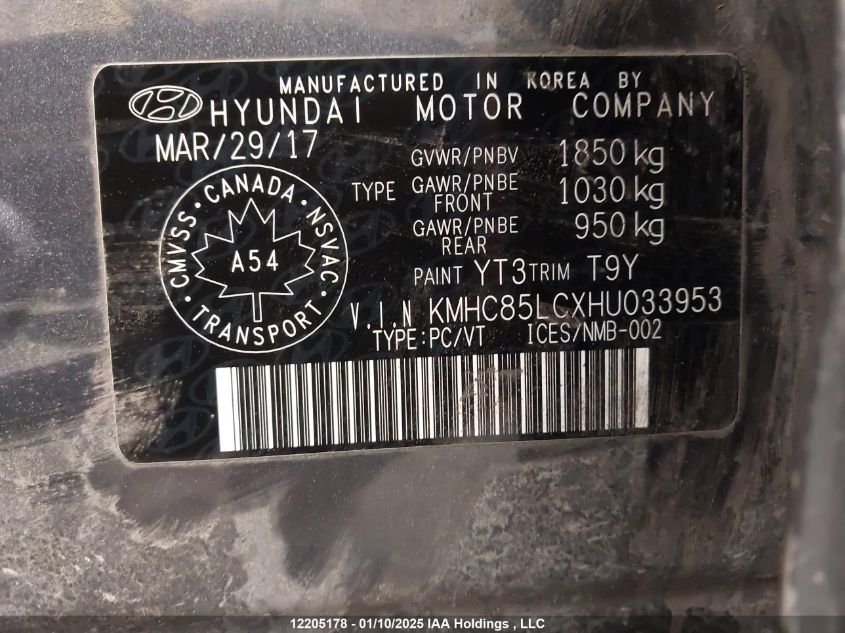 MANUFACTURED IN KOREA BY
HYUNDAI MOTOR COMPANY
MAR/29/17
GVWR/PNBV 1850 kg
TYPE GAWR/PNBE FRONT 1030 kg
GAWR/PNBE REAR 950 kg
PAINT YT3 TRIM T9Y
CMVSS · CANADA · NSVAC · TRANSPORT ·
A54
V.I.N KMHC85LCXHU033953
TYPE:PC/VT ICES/NMB-002
12205178 - 01/10/2025 IAA Holdings , LLC